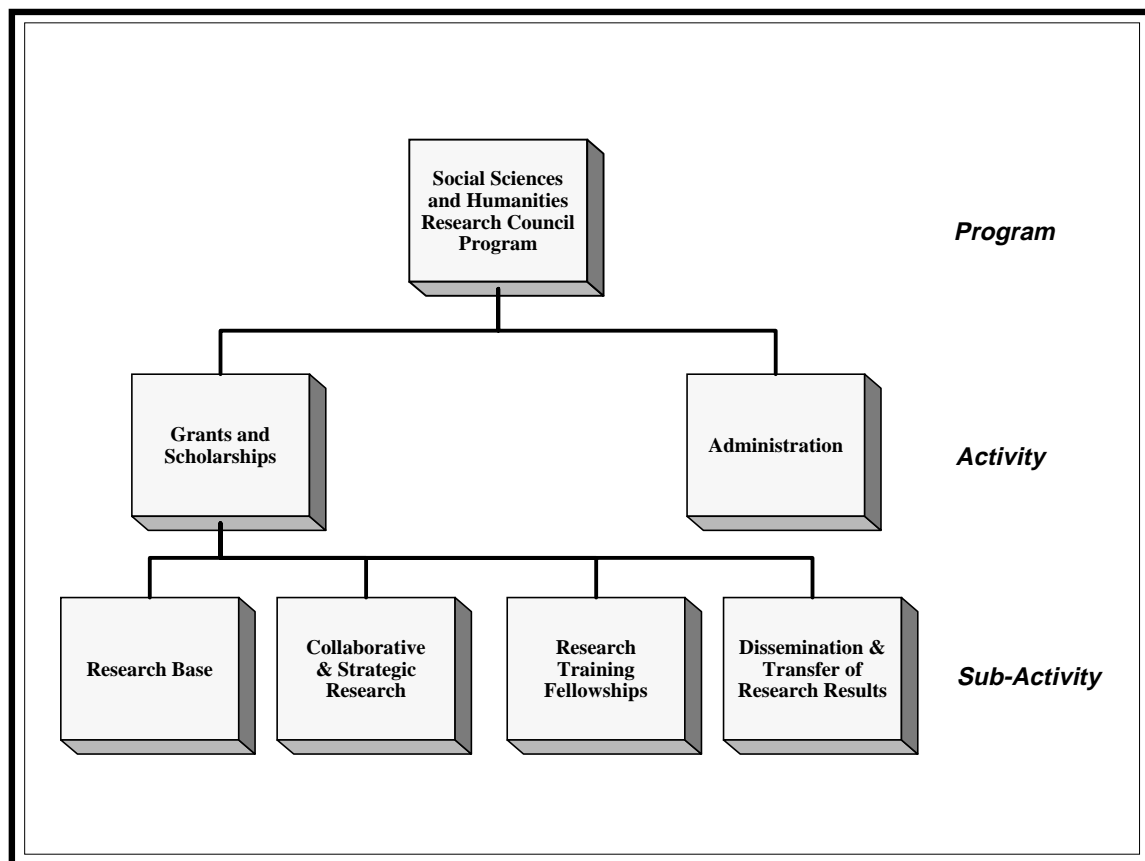 Social Sciences
and Humanities
Research Council
Program
Program
Grants and
Scholarships
Administration
Activity
Research Base
Collaborative
& Strategic
Research
Research
Training
Fellowships
Dissemination &
Transfer of
Research Results
Sub-Activity